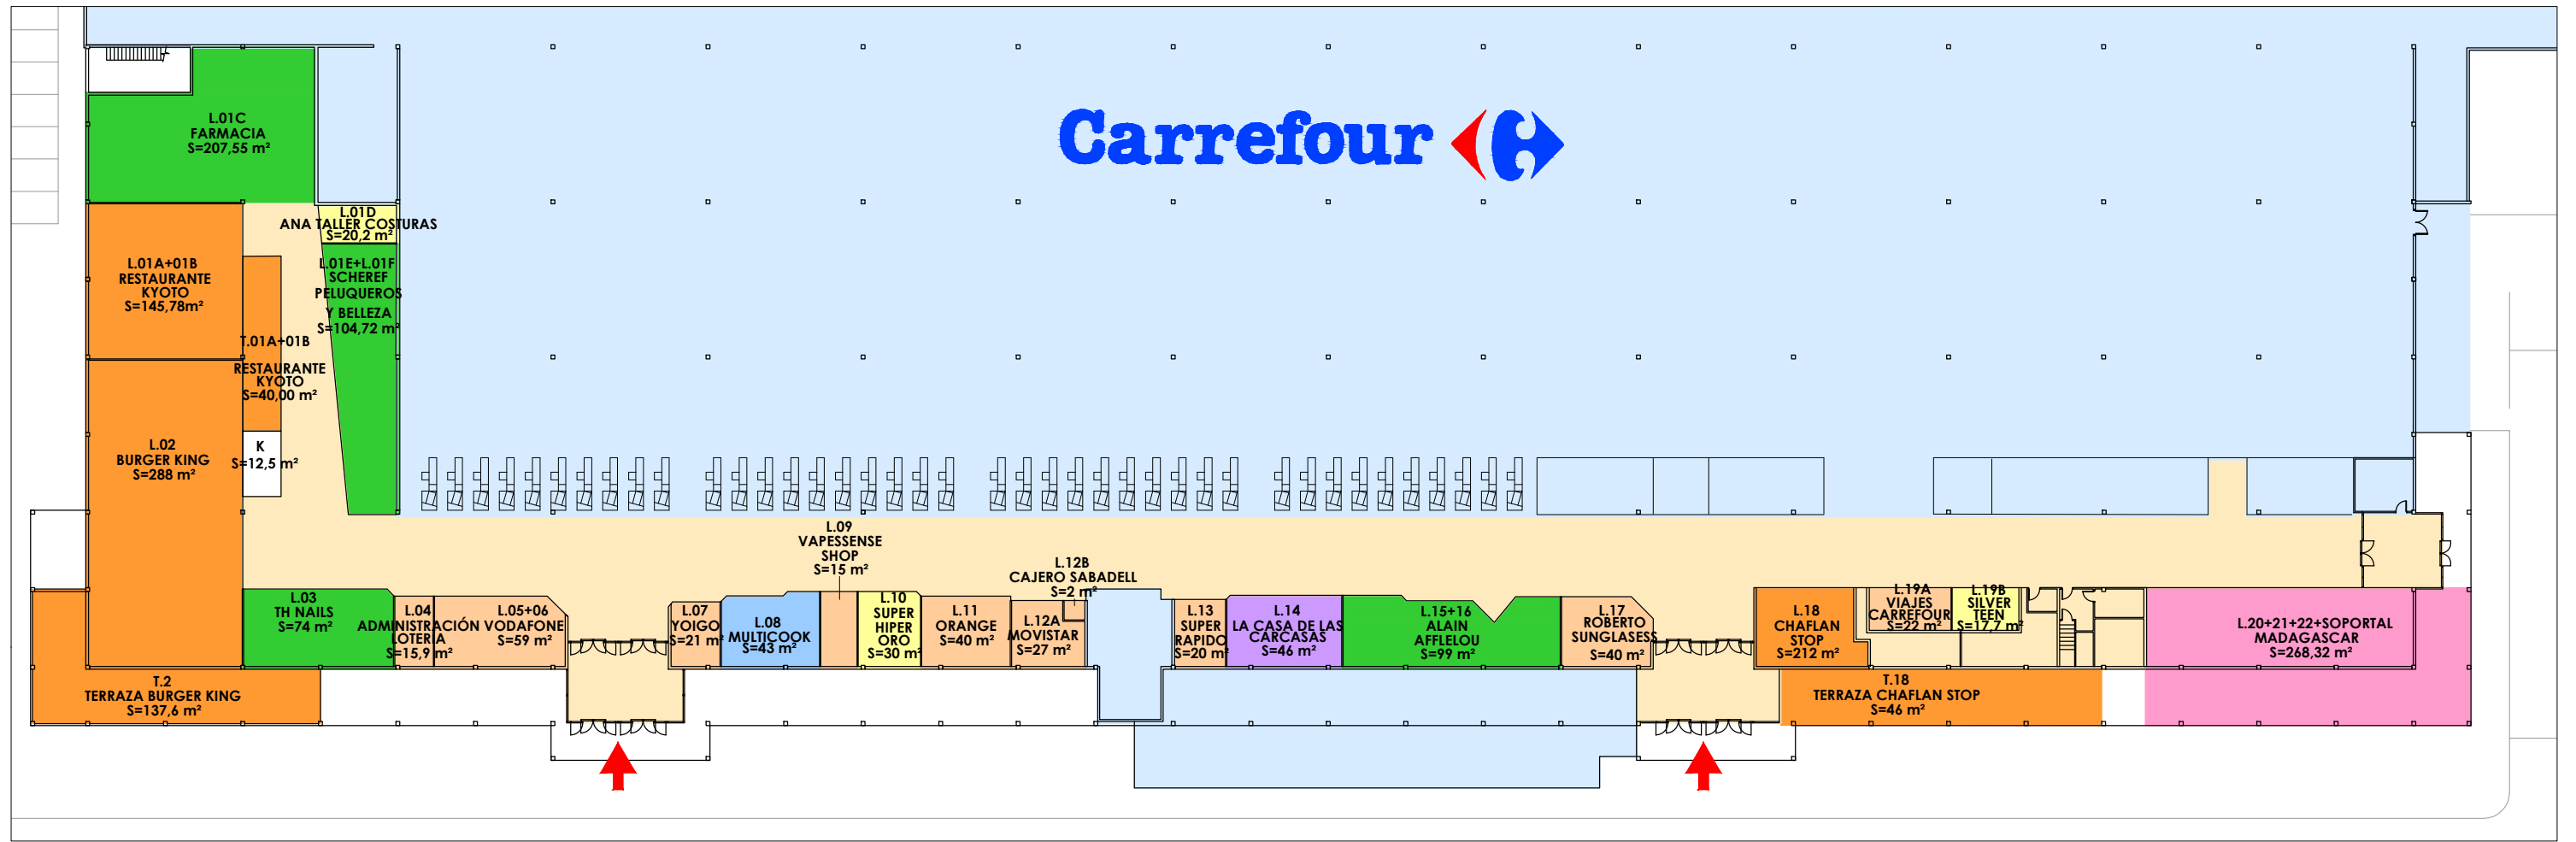 Carrefour
L.01C
FARMACIA
S=207,55 m²
L.01D
ANA TALLER COSTURAS
S=20,2 m²
L.01A+01B
RESTAURANTE
KYOTO
S=145,78m²
L.01E+L.01F
SCHEREF
PELUQUEROS
Y BELLEZA
S=104,72 m²
T.01A+01B
RESTAURANTE
KYOTO
S=40,00 m²
L.02
BURGER KING
S=288 m²
K
S=12,5 m²
L.03
TH NAILS
S=74 m²
L.04
ADMINISTRACIÓN
LOTERIA
S=15,9 m²
L.05+06
VODAFONE
S=59 m²
L.07
YOIGO
S=21 m²
L.08
MULTICOOK
S=43 m²
L.09
VAPESSENSE
SHOP
S=15 m²
L.10
SUPER
HIPER
ORO
S=30 m²
L.11
ORANGE
S=40 m²
L.12B
CAJERO SABADELL
S=2 m²
L.12A
MOVISTAR
S=27 m²
L.13
SUPER
RAPIDO
S=20 m²
L.14
LA CASA DE LAS
CARCASAS
S=46 m²
L.15+16
ALAIN
AFFLELOU
S=99 m²
L.17
ROBERTO
SUNGLASESS
S=40 m²
L.18
CHAFLAN
STOP
S=212 m²
L.19A
VIAJES
CARREFOUR
S=22 m²
L.19B
SILVER
TEEN
S=17,7 m²
L.20+21+22+SOPORTAL
MADAGASCAR
S=268,32 m²
T.2
TERRAZA BURGER KING
S=137,6 m²
T.18
TERRAZA CHAFLAN STOP
S=46 m²